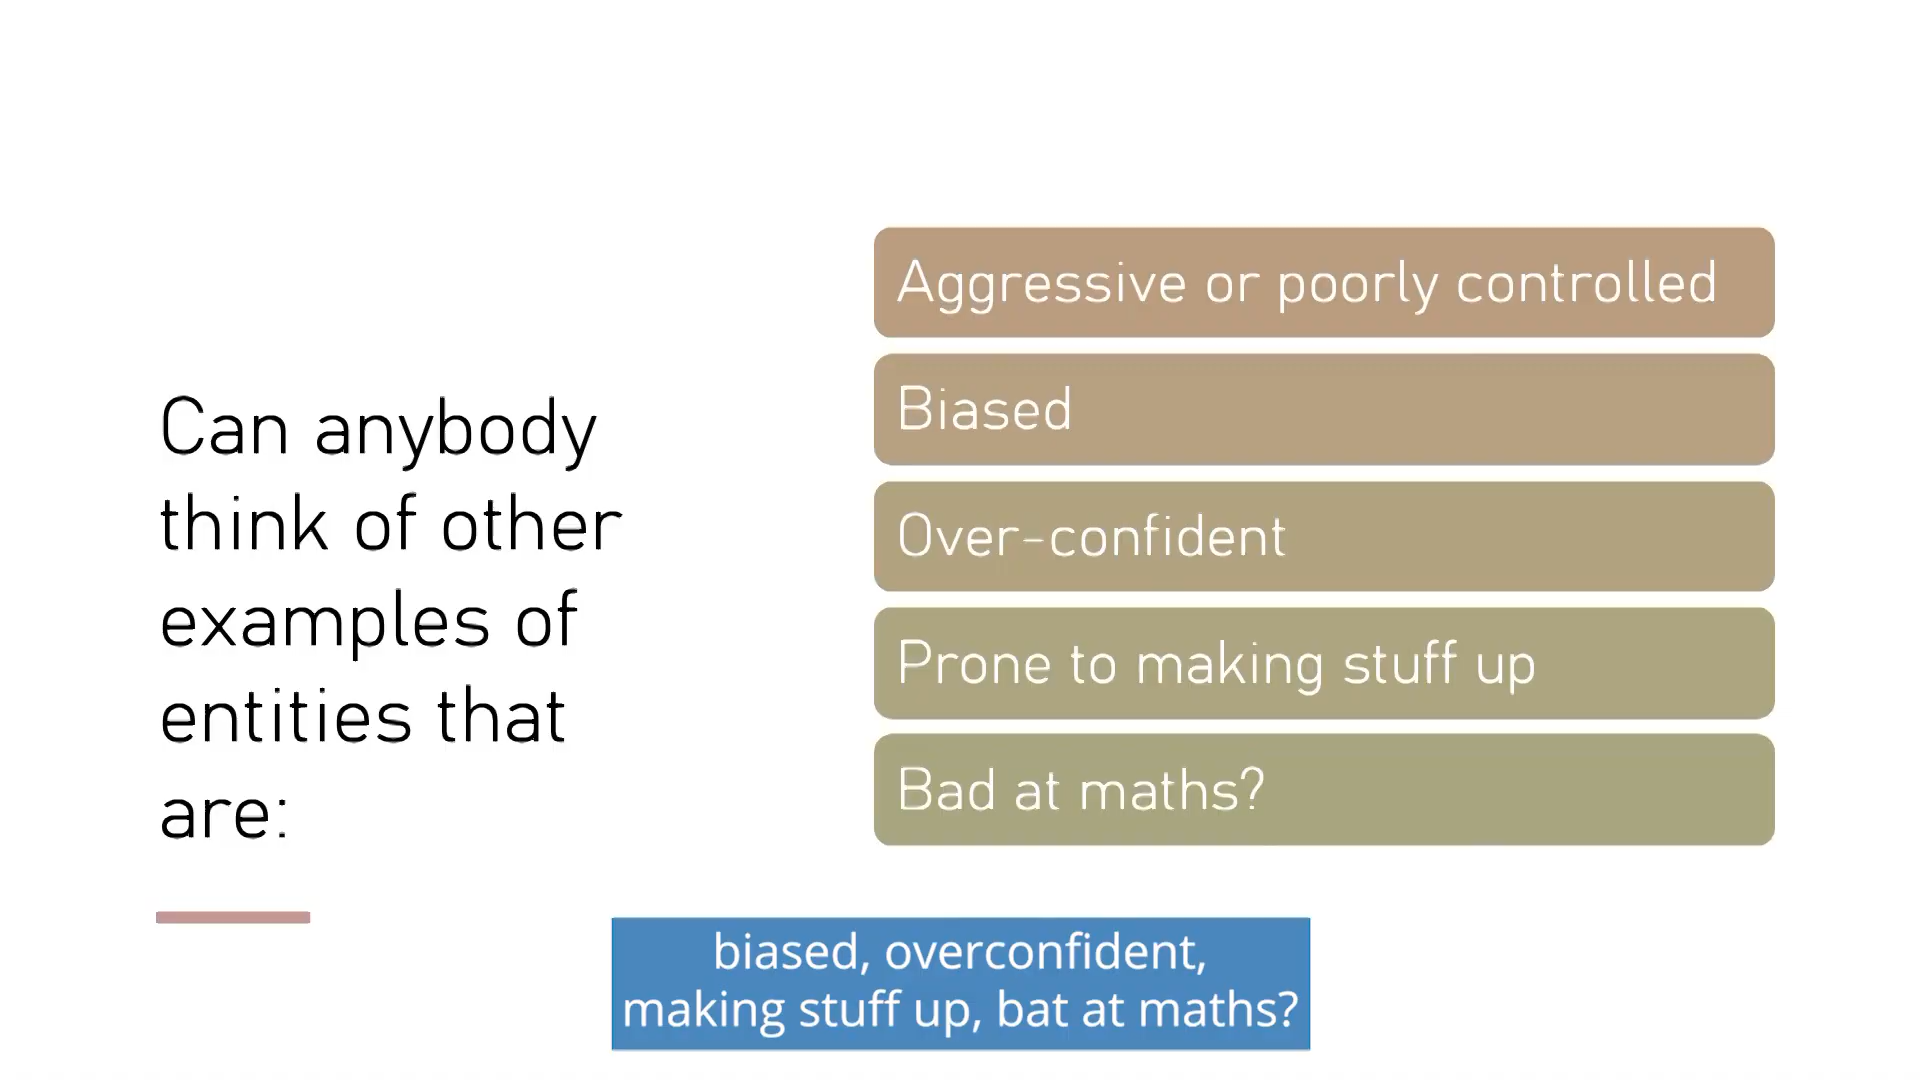 Can anybody
think of other
examples of
entities that
are:
Aggressive or poorly controlled
Biased
Over-confident
Prone to making stuff up
Bad at maths?
biased, overconfident,
making stuff up, bat at maths?